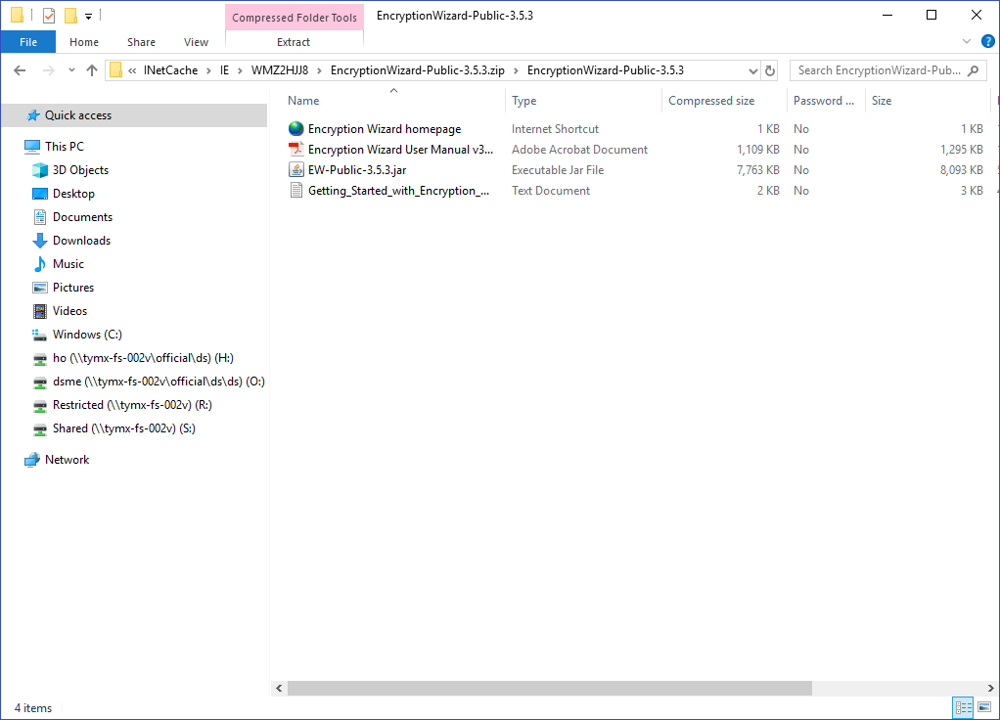 Compressed Folder Tools EncryptionWizard-Public-3.5.3
File Home Share View Extract
« INetCache > IE > WMZ2HJJ8 > EncryptionWizard-Public-3.5.3.zip > EncryptionWizard-Public-3.5.3
Search EncryptionWizard-Pub...
Name Type Compressed size Password ... Size
Encryption Wizard homepage Internet Shortcut 1 KB No 1 KB
Encryption Wizard User Manual v3... Adobe Acrobat Document 1,109 KB No 1,295 KB
EW-Public-3.5.3.jar Executable Jar File 7,763 KB No 8,093 KB
Getting_Started_with_Encryption_... Text Document 2 KB No 3 KB
Quick access
This PC
3D Objects
Desktop
Documents
Downloads
Music
Pictures
Videos
Windows (C:)
ho (\\tymx-fs-002v\official\ds) (H:)
dsme (\\tymx-fs-002v\official\ds\ds) (O:)
Restricted (\\tymx-fs-002v) (R:)
Shared (\\tymx-fs-002v) (S:)
Network
4 items